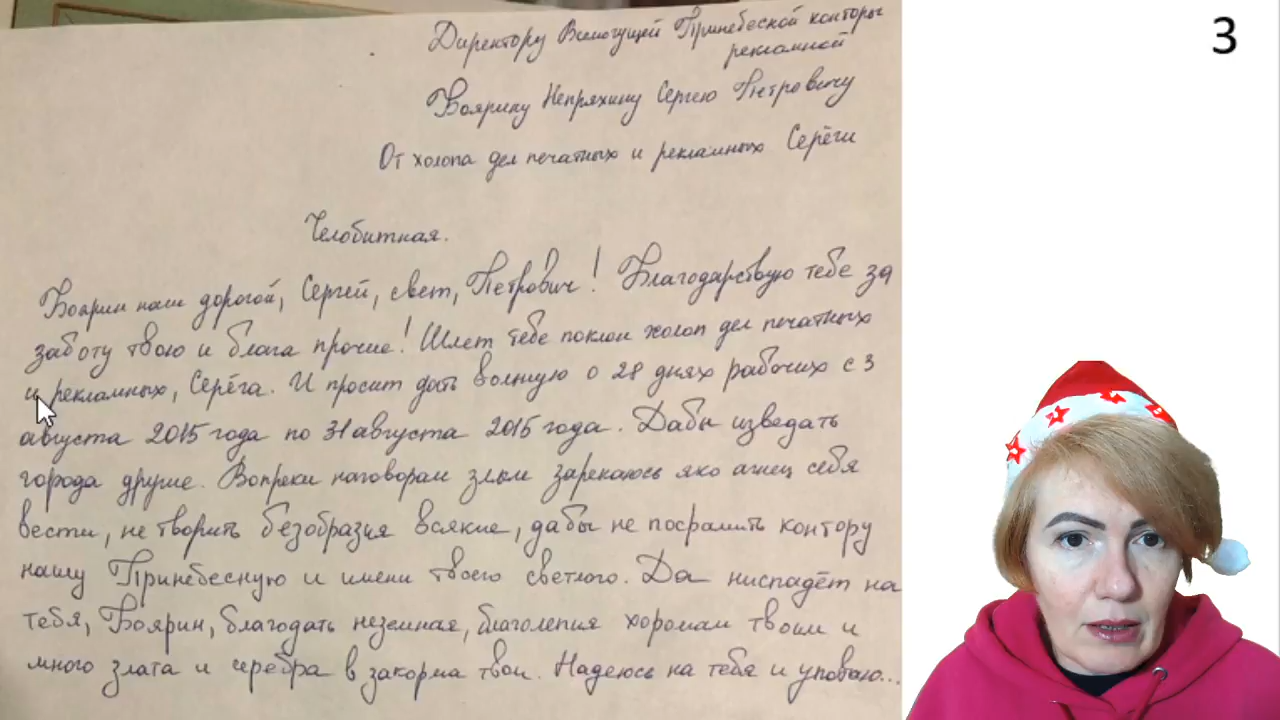 Директору Всемогущей Принебесной конторы
рекламной
3
Боярину Непряхину Сергею Петровичу
От холопа дел печатных и рекламных Серёги
Челобитная.
Боярин наш дорогой, Сергей, свет, Петрович! Благодарствую тебе за
заботу твою и блага прочие! Шлет тебе поклон холоп дел печатных
и рекламных, Серёга. И просит дать вольную о 28 днях рабочих с 3
августа 2015 года по 31 августа 2015 года. Дабы изведать
города другие. Вопреки наговорам злым зарекаюсь яко агнец себя
вести, не творить безобразия всякие, дабы не посрамить контору
нашу Принебесную и имени твоего светлого. Да ниспадёт на
тебя, Боярин, благодать неземная, благолепия хоромам твоим и
много злата и серебра в закорма твои. Надеюсь на тебя и уповаю...